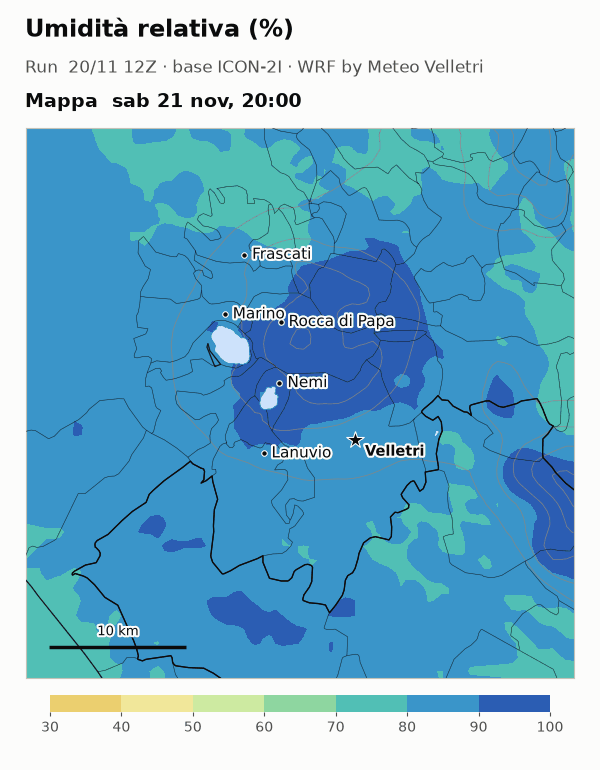 Umidità relativa (%)
Run 20/11 12Z · base ICON-2I · WRF by Meteo Velletri
Mappa sab 21 nov, 20:00
Frascati
Marino
Rocca di Papa
Nemi
Velletri
Lanuvio
10 km
30 40 50 60 70 80 90 100